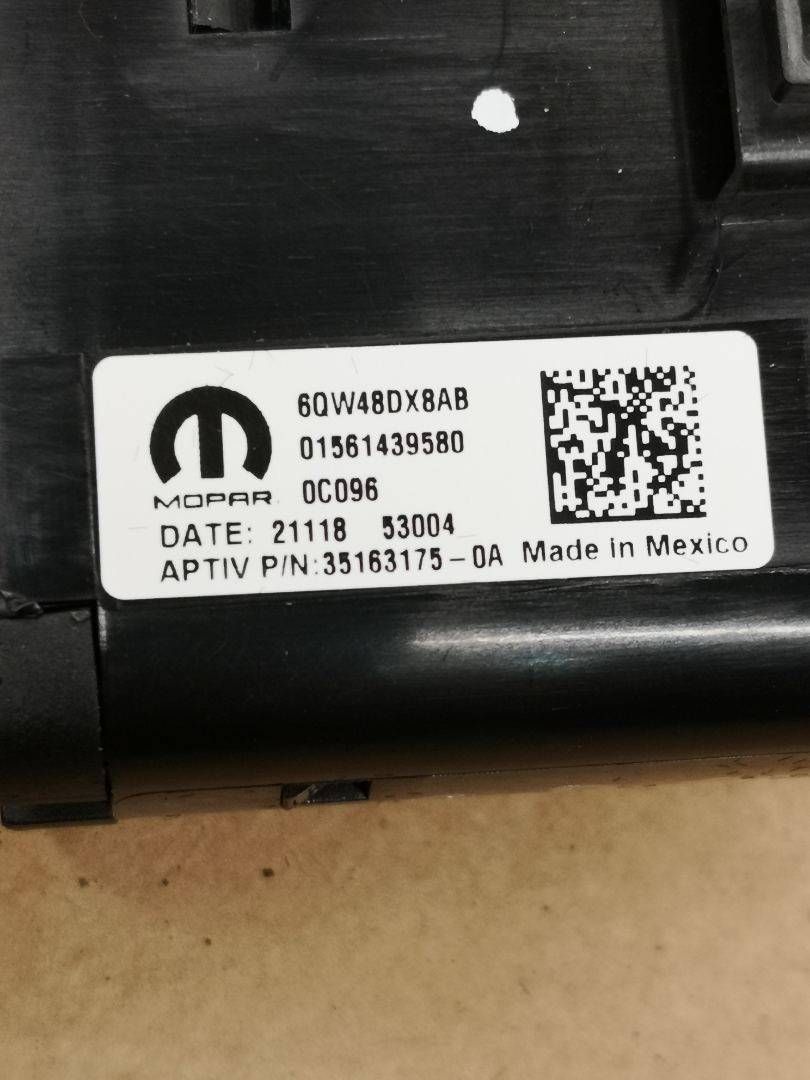 6QW48DX8AB
01561439580
MOPAR 0C096
DATE: 21118 53004
APTIV P/N:35163175-0A Made in Mexico